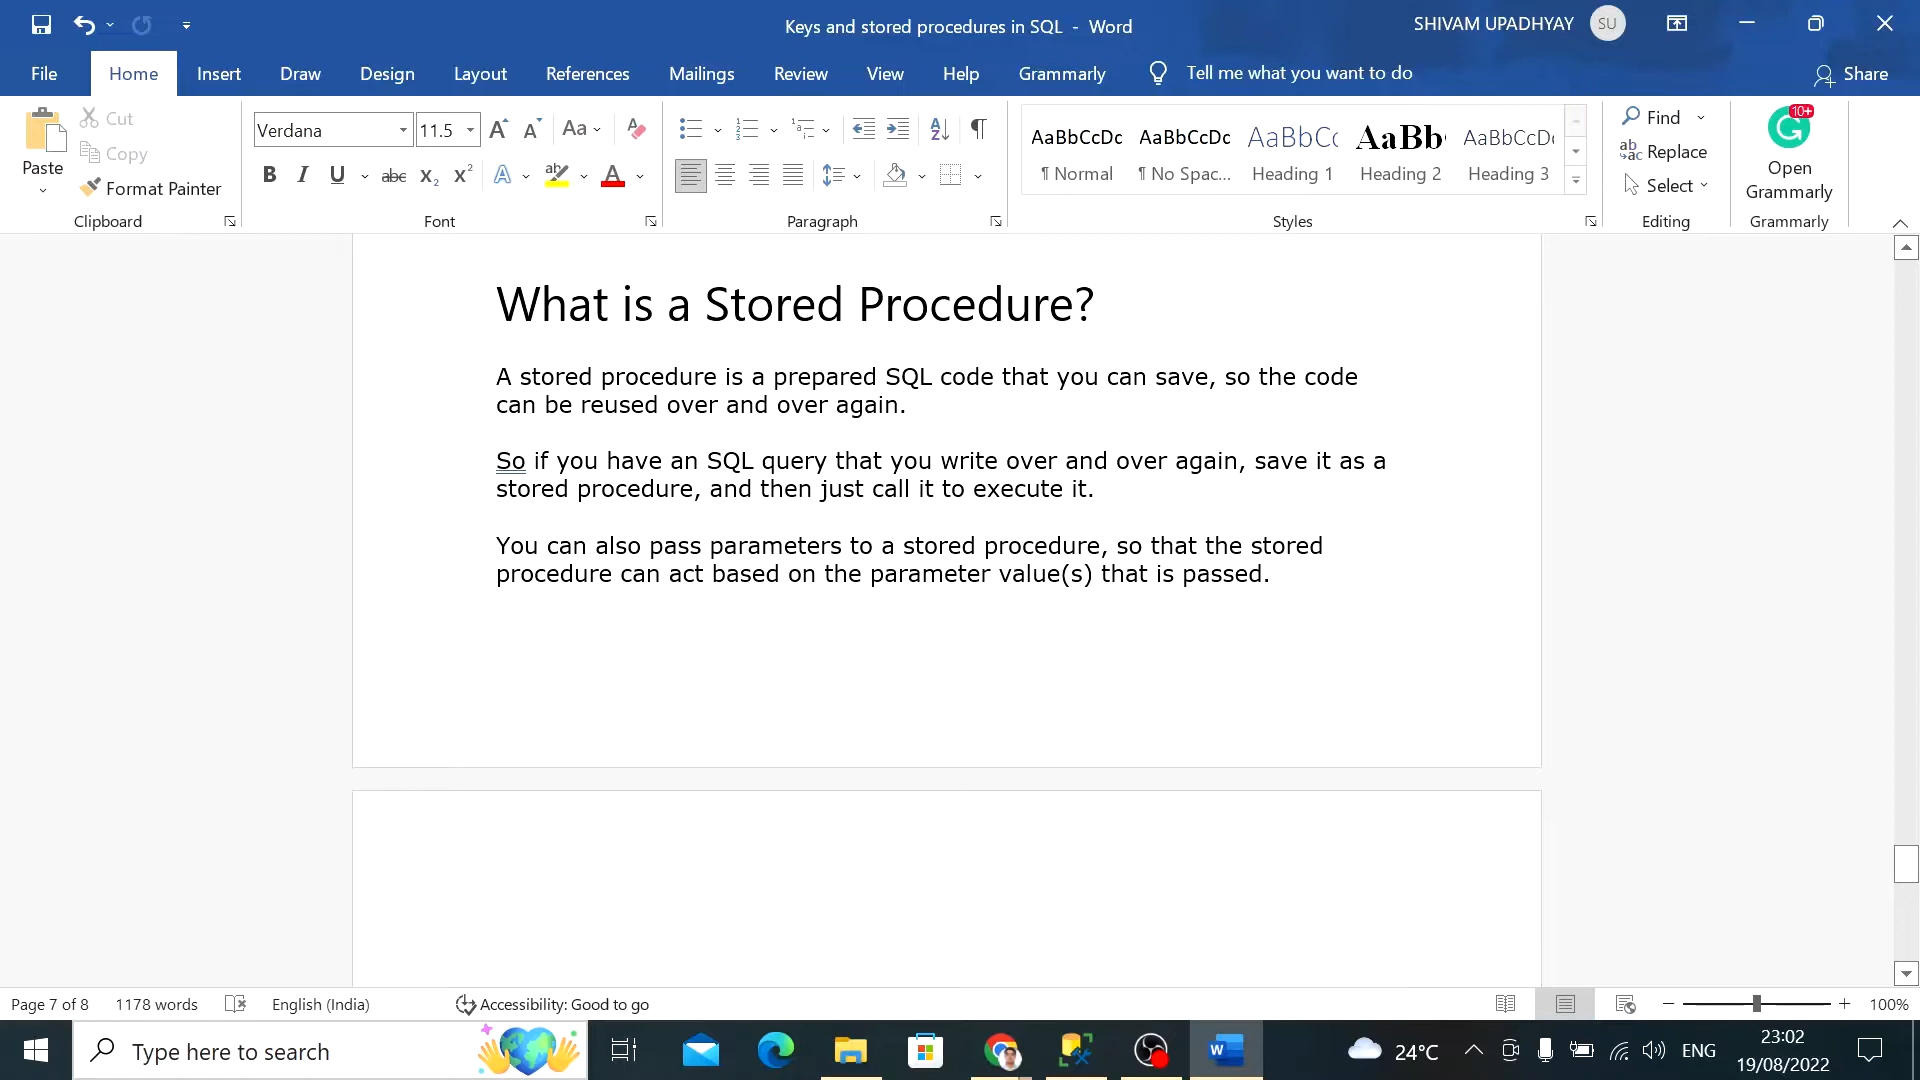 Keys and stored procedures in SQL - Word
SHIVAM UPADHYAY SU
File Home Insert Draw Design Layout References Mailings Review View Help Grammarly Tell me what you want to do Share
Paste
Cut
Copy
Format Painter
Clipboard
Verdana 11.5
Font
Paragraph
AaBbCcDc AaBbCcDc AaBbCc AaBb AaBbCcD
¶ Normal ¶ No Spac... Heading 1 Heading 2 Heading 3
Styles
Find
Replace
Select
Editing
10+
Open
Grammarly
Grammarly
What is a Stored Procedure?
A stored procedure is a prepared SQL code that you can save, so the code
can be reused over and over again.
So if you have an SQL query that you write over and over again, save it as a
stored procedure, and then just call it to execute it.
You can also pass parameters to a stored procedure, so that the stored
procedure can act based on the parameter value(s) that is passed.
Page 7 of 8 1178 words English (India) Accessibility: Good to go 100%
Type here to search
24°C ENG
23:02
19/08/2022